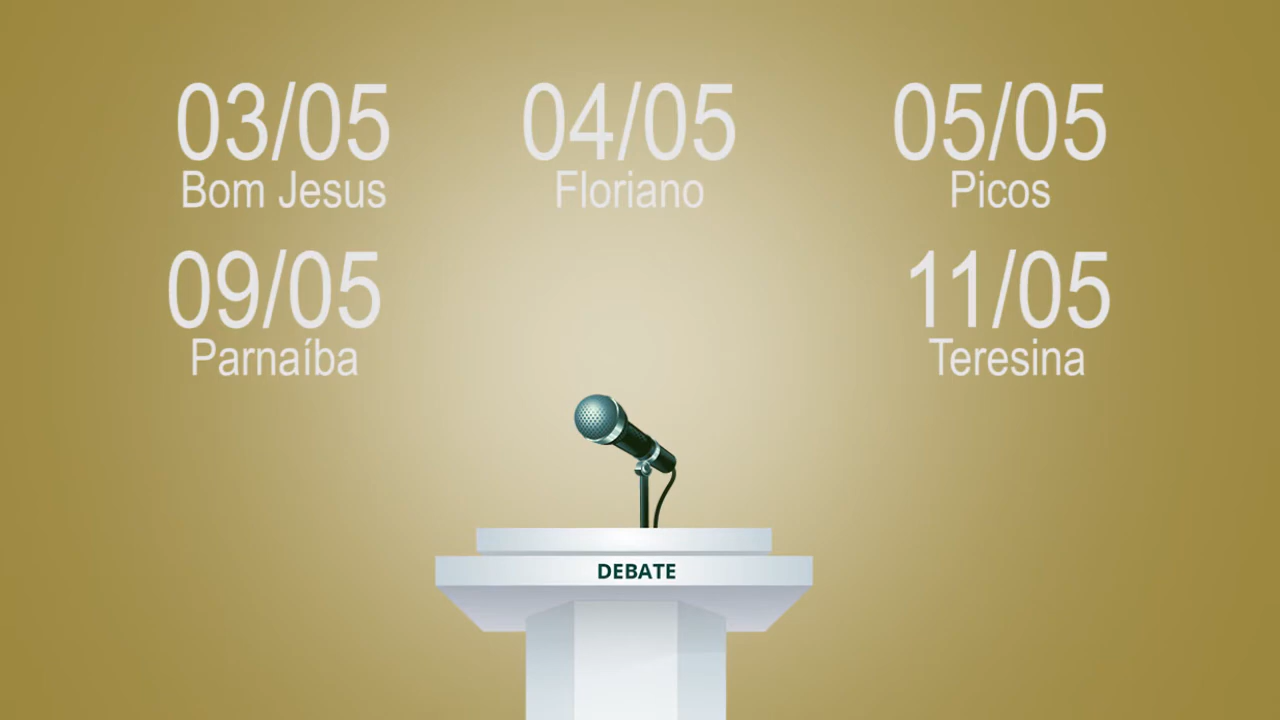 03/05
Bom Jesus
04/05
Floriano
05/05
Picos
09/05
Parnaíba
11/05
Teresina
DEBATE